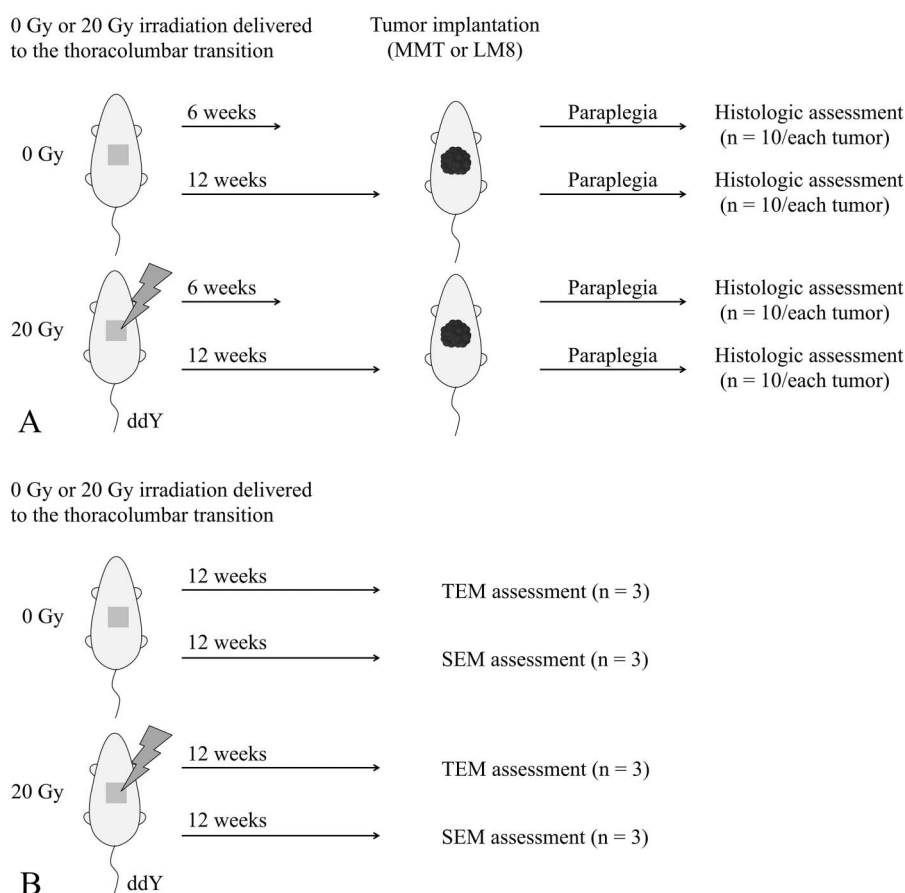 0 Gy or 20 Gy irradiation delivered
to the thoracolumbar transition
Tumor implantation
(MMT or LM8)
0 Gy
6 weeks
Paraplegia
Histologic assessment
(n = 10/each tumor)
12 weeks
Paraplegia
Histologic assessment
(n = 10/each tumor)
20 Gy
6 weeks
Paraplegia
Histologic assessment
(n = 10/each tumor)
12 weeks
Paraplegia
Histologic assessment
(n = 10/each tumor)
A
ddY
0 Gy or 20 Gy irradiation delivered
to the thoracolumbar transition
0 Gy
12 weeks
TEM assessment (n = 3)
12 weeks
SEM assessment (n = 3)
20 Gy
12 weeks
TEM assessment (n = 3)
12 weeks
SEM assessment (n = 3)
B
ddY